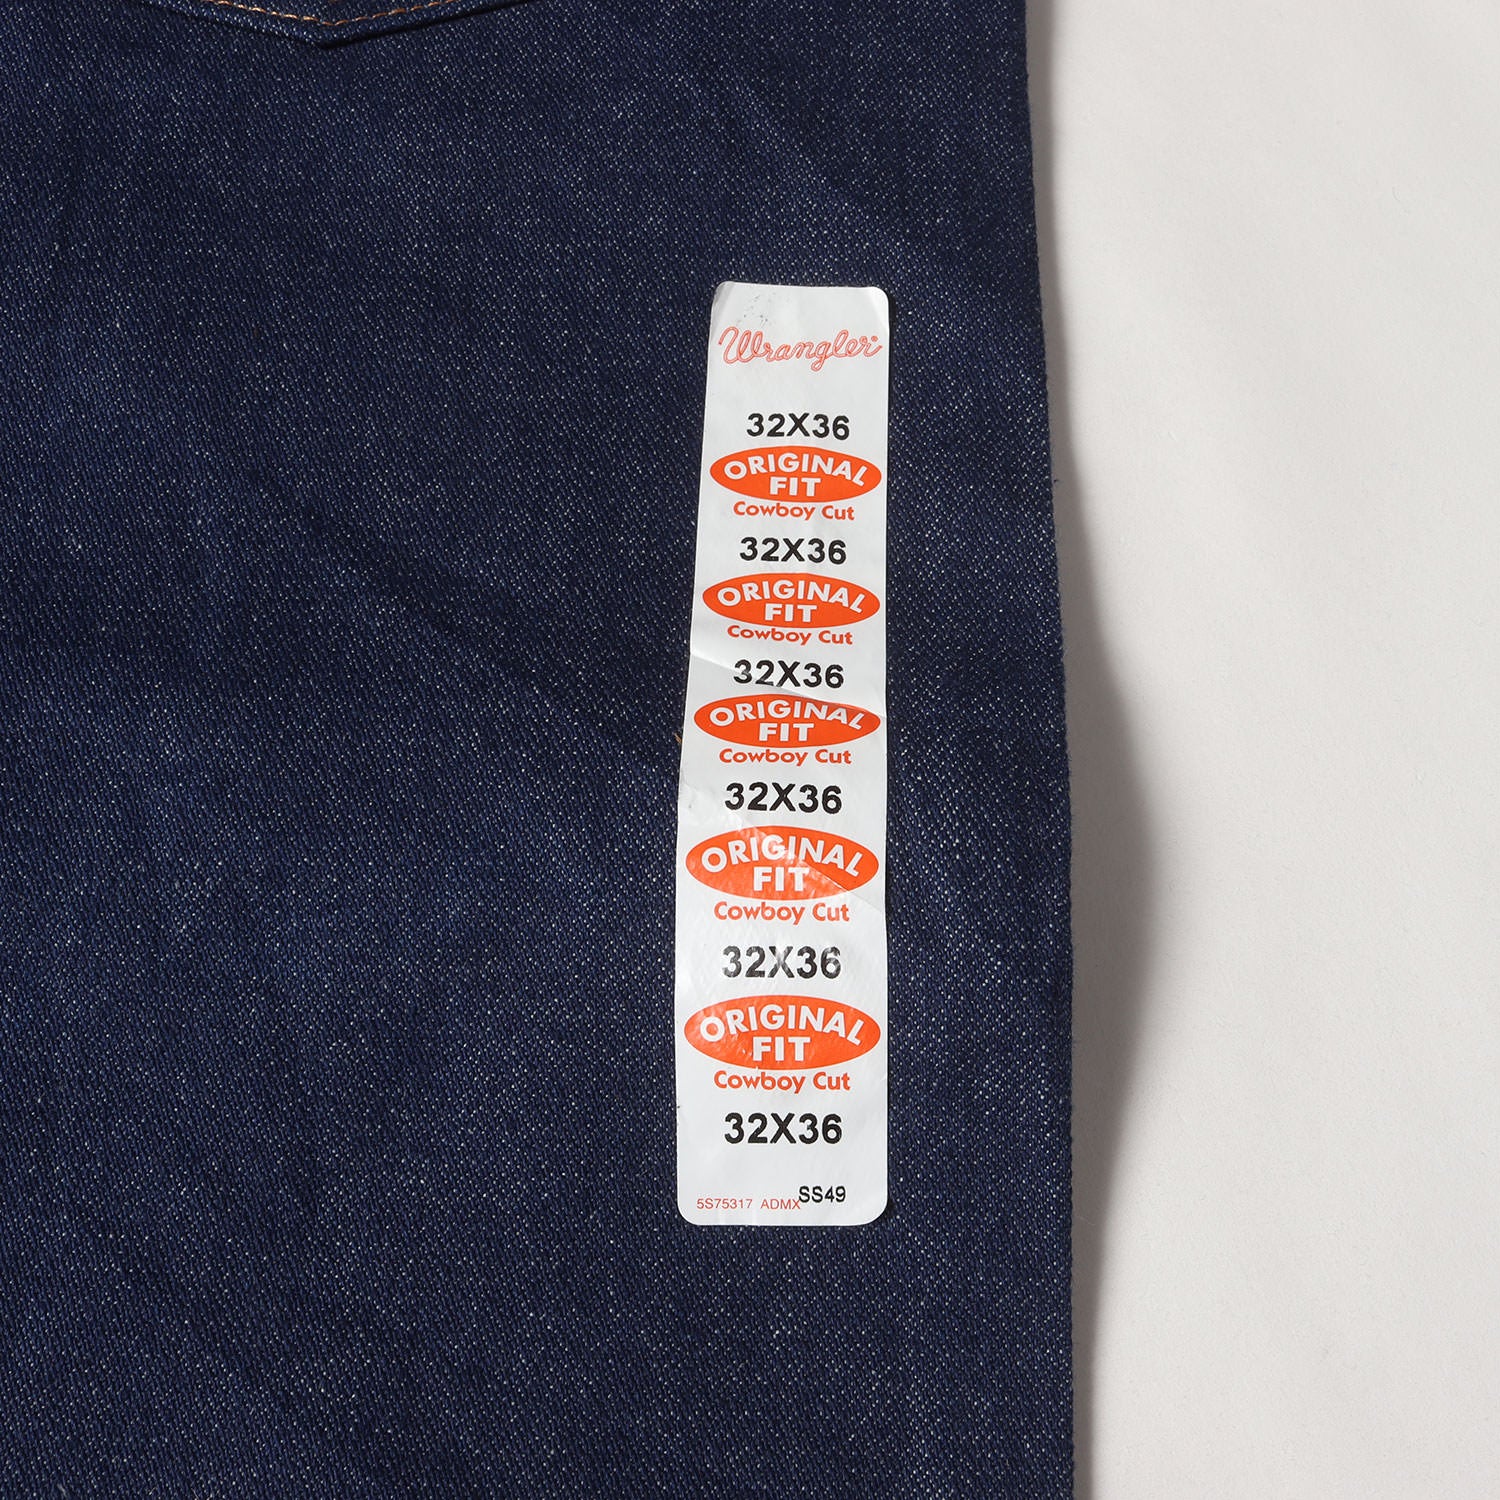 Wrangler
32X36
ORIGINAL
FIT
Cowboy Cut
32X36
ORIGINAL
FIT
Cowboy Cut
32X36
ORIGINAL
FIT
Cowboy Cut
32X36
ORIGINAL
FIT
Cowboy Cut
32X36
ORIGINAL
FIT
Cowboy Cut
32X36
5S75317 ADMX SS49